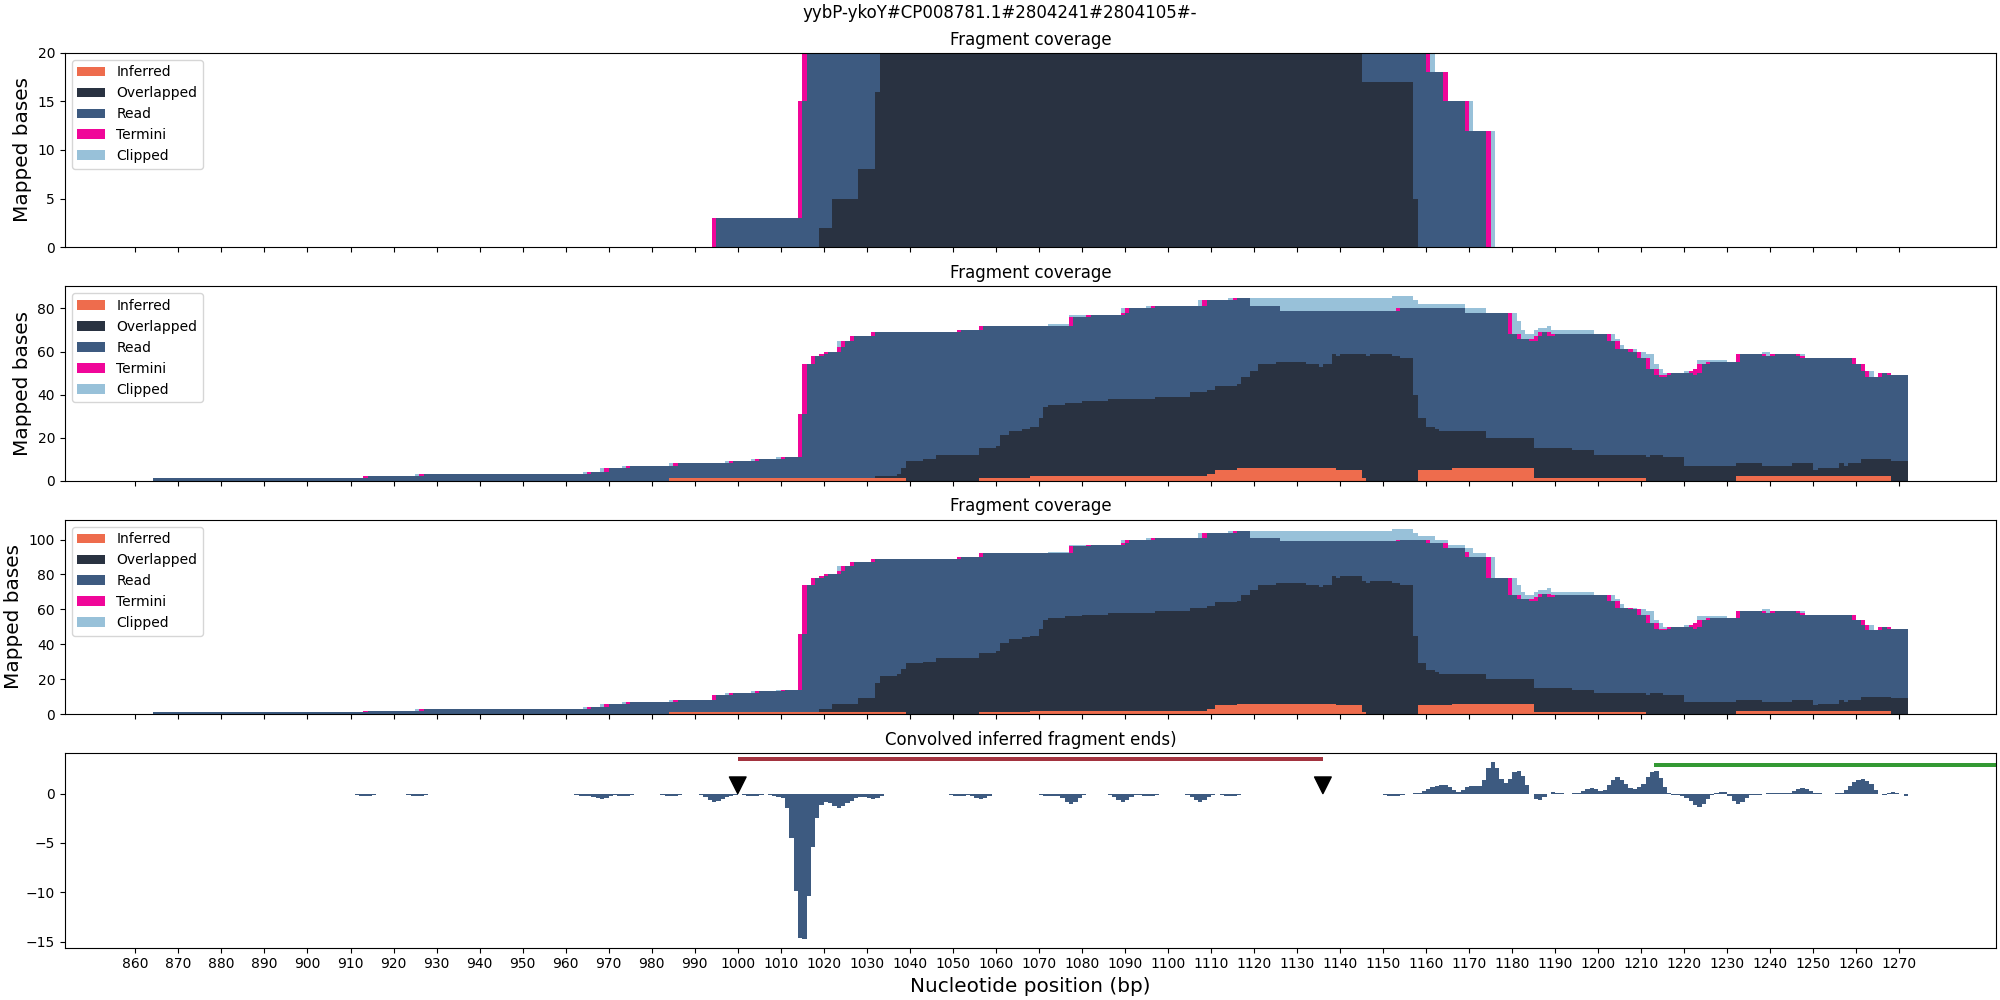 yybP-ykoY#CP008781.1#2804241#2804105#-
Fragment coverage
Mapped bases
20
15
10
5
0
Inferred
Overlapped
Read
Termini
Clipped
Fragment coverage
Mapped bases
80
60
40
20
0
Inferred
Overlapped
Read
Termini
Clipped
Fragment coverage
Mapped bases
100
80
60
40
20
0
Inferred
Overlapped
Read
Termini
Clipped
Convolved inferred fragment ends)
0
−5
−10
−15
860 870 880 890 900 910 920 930 940 950 960 970 980 990 1000 1010 1020 1030 1040 1050 1060 1070 1080 1090 1100 1110 1120 1130 1140 1150 1160 1170 1180 1190 1200 1210 1220 1230 1240 1250 1260 1270
Nucleotide position (bp)